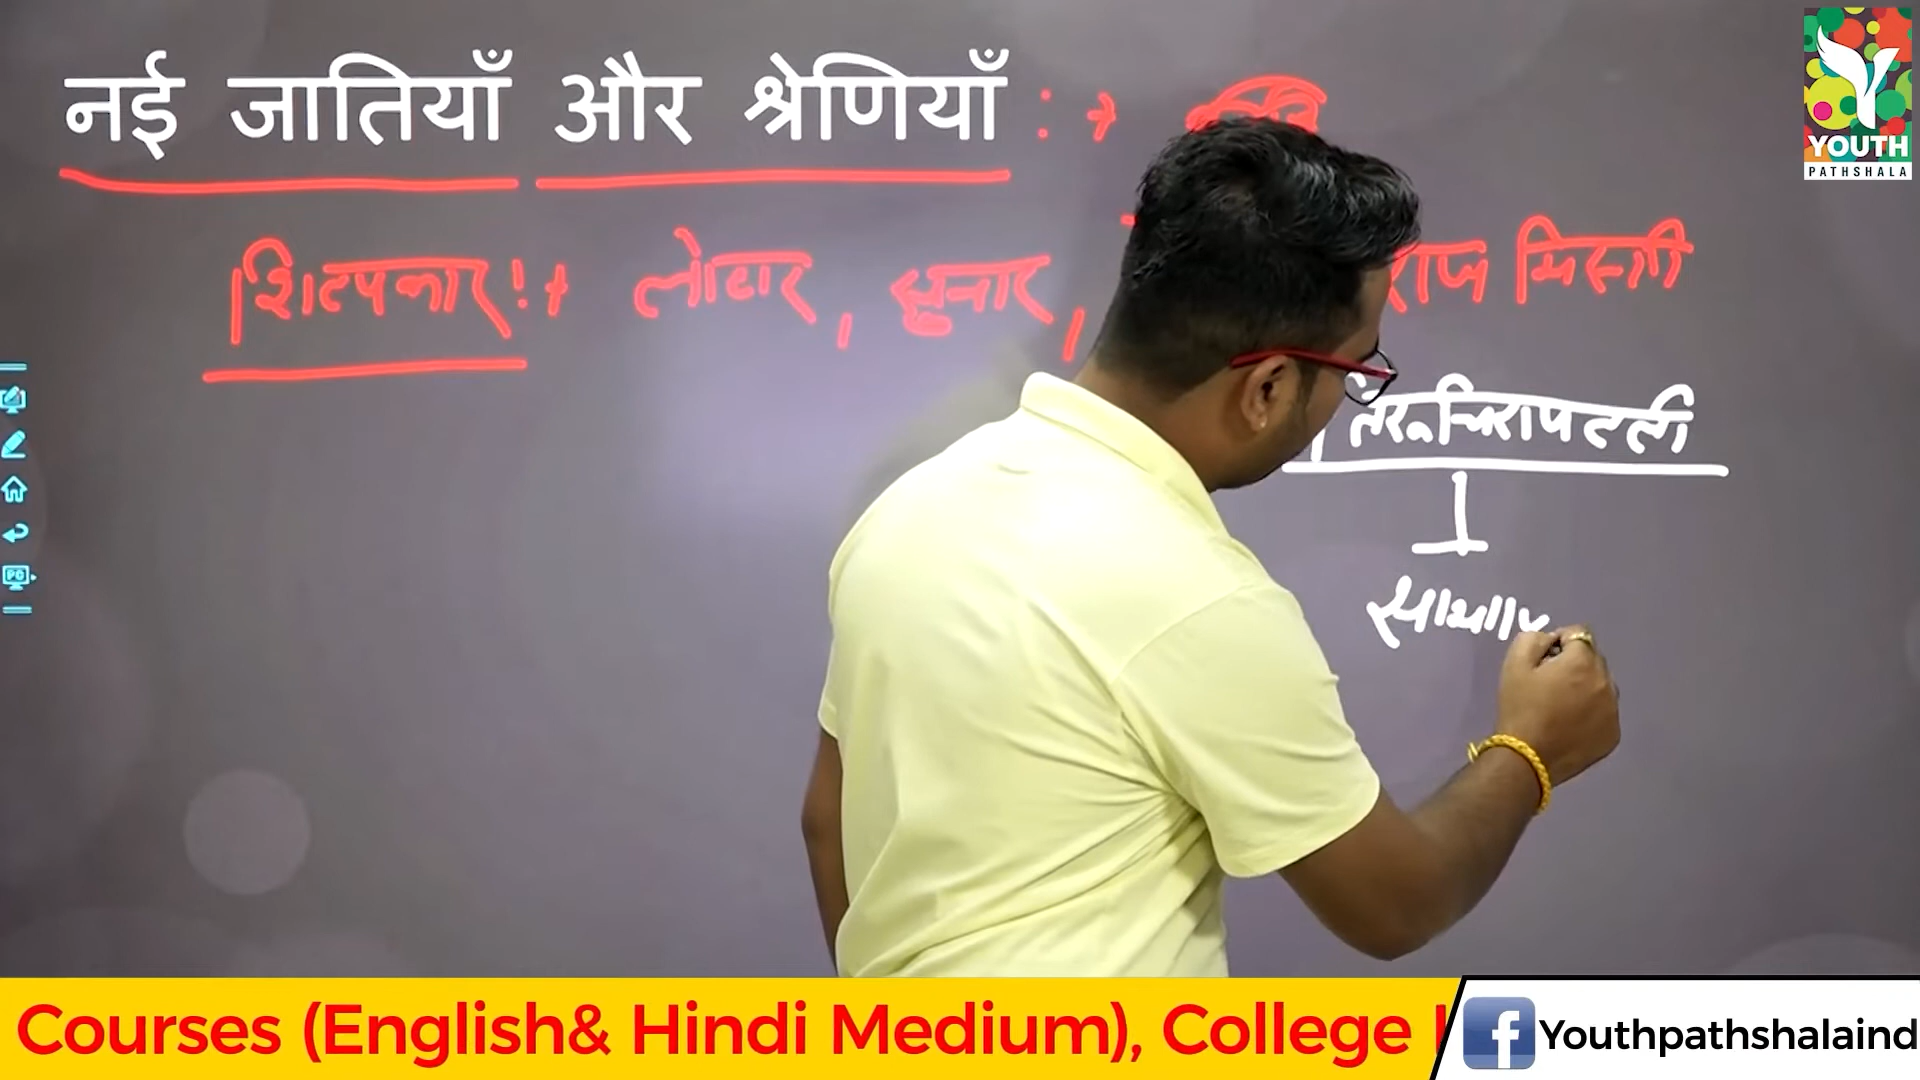 नई जातियाँ और श्रेणियाँ : →
शिल्पकार :→ लोहार, सुनार, राज मिस्त्री
तिरुचिरापल्ली
YOUTH
PATHSHALA
Courses (English& Hindi Medium), College
Youthpathshalaind